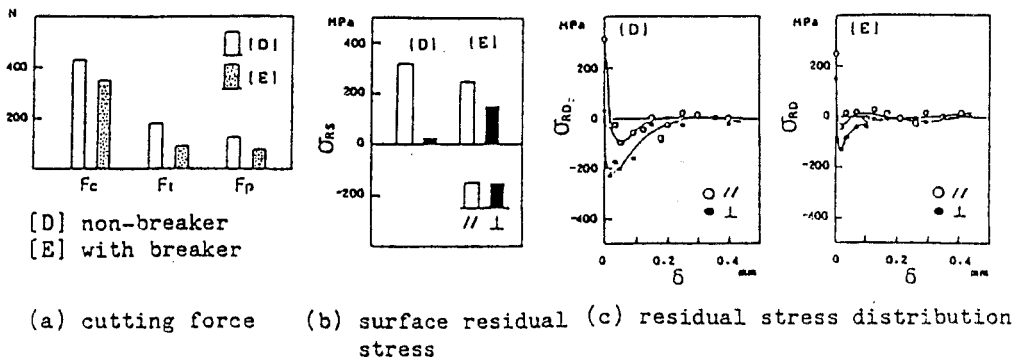 N
400
200
[D]
[E]
Fc Ft Fp
[D] non-breaker
[E] with breaker
(a) cutting force
MPa
400
200
0
-200
σRS
[D] [E]
// ⊥
(b) surface residual
stress
MPa
[D]
200
0
-200
-400
σRD
// 
⊥
0 0.2 0.4 mm
δ
MPa
[E]
200
0
-200
-400
σRD
//
⊥
0 0.2 0.4 mm
δ
(c) residual stress distribution